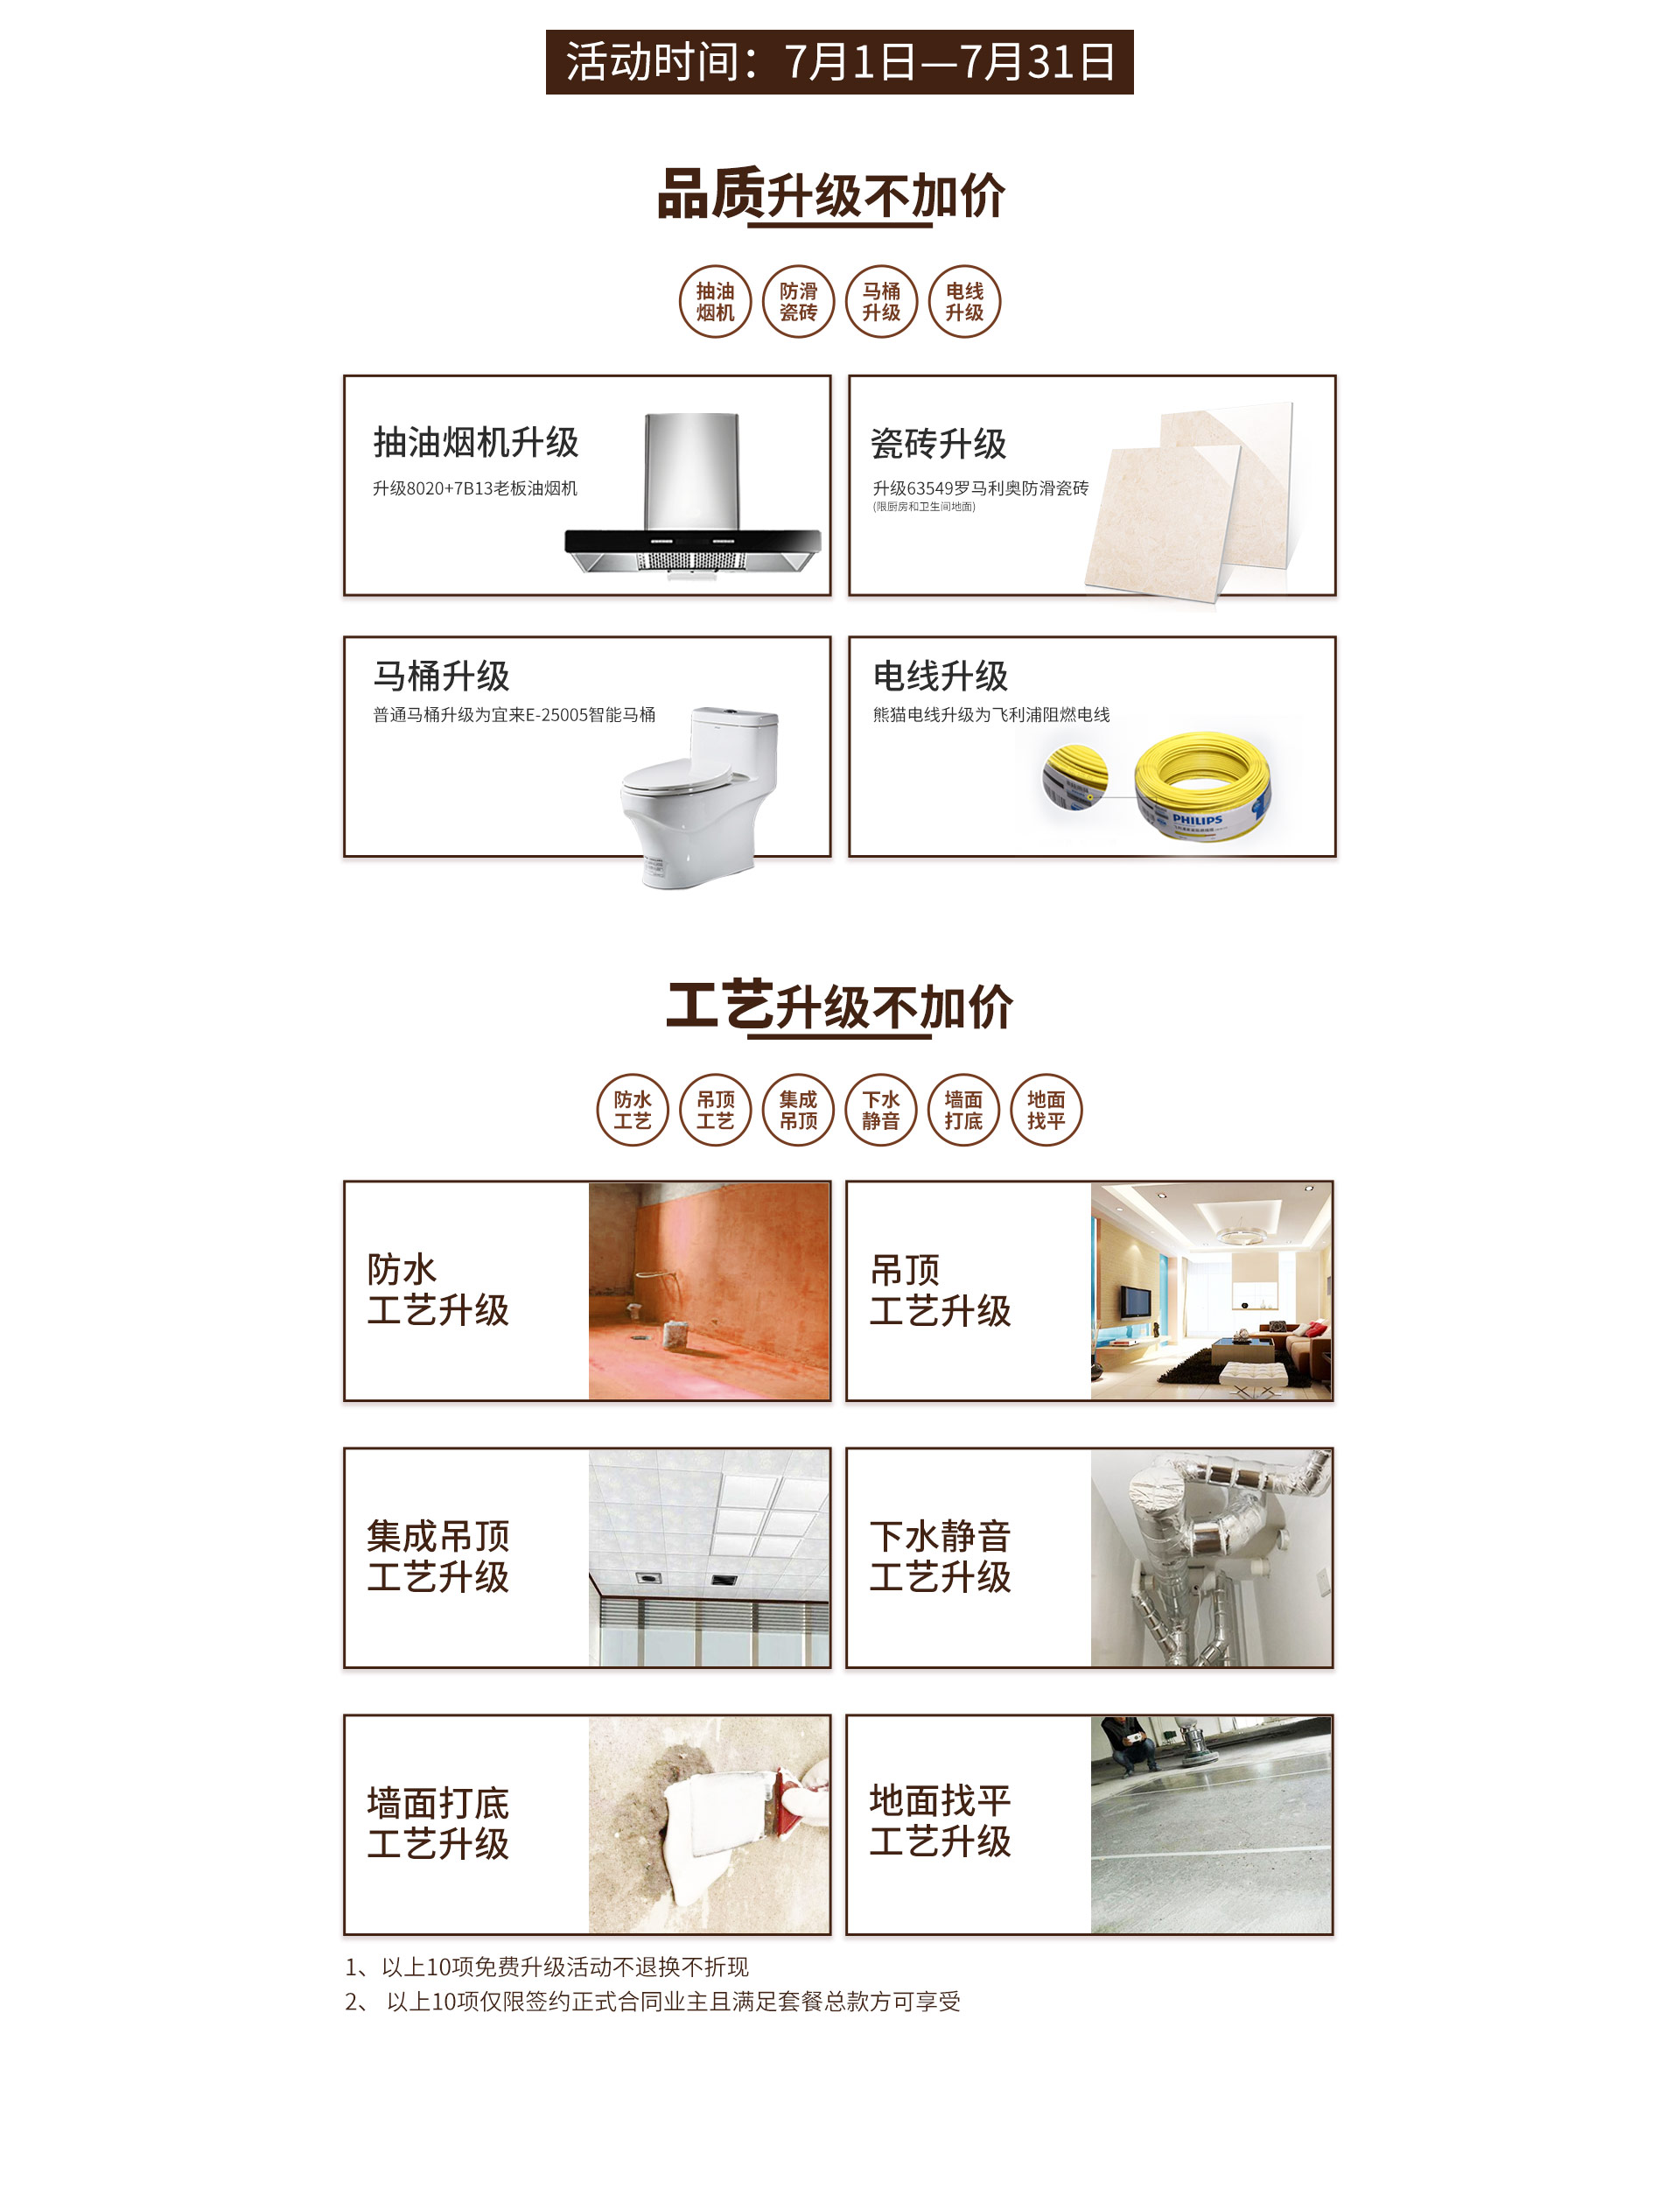 活动时间：7月1日—7月31日
品质升级不加价
抽油
烟机
防滑
瓷砖
马桶
升级
电线
升级
抽油烟机升级
升级8020+7B13老板油烟机
瓷砖升级
升级63549罗马利奥防滑瓷砖
(限厨房和卫生间地面)
马桶升级
普通马桶升级为宜来E-25005智能马桶
电线升级
熊猫电线升级为飞利浦阻燃电线
PHILIPS
工艺升级不加价
防水
工艺
吊顶
工艺
集成
吊顶
下水
静音
墙面
打底
地面
找平
防水
工艺升级
吊顶
工艺升级
集成吊顶
工艺升级
下水静音
工艺升级
墙面打底
工艺升级
地面找平
工艺升级
1、以上10项免费升级活动不退换不折现
2、 以上10项仅限签约正式合同业主且满足套餐总款方可享受